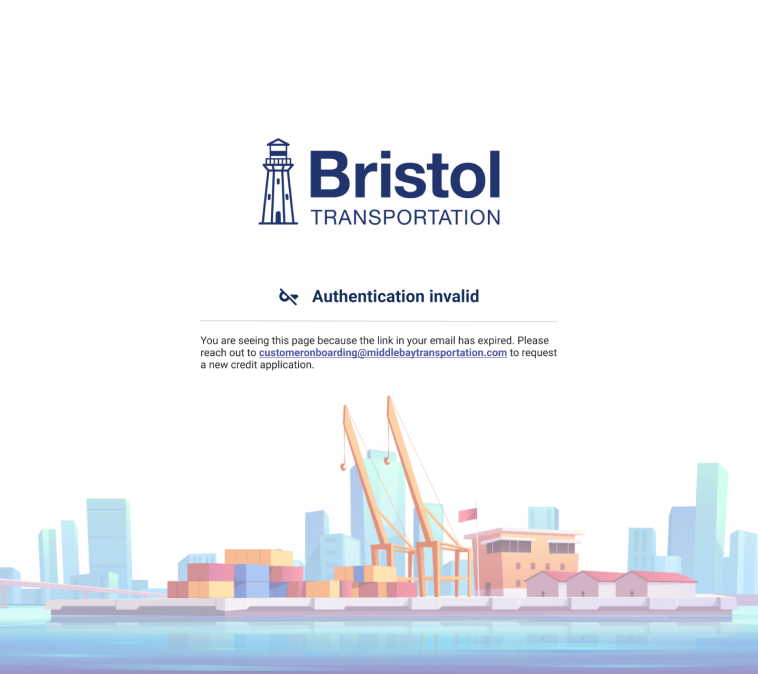 Bristol
TRANSPORTATION
Authentication invalid
You are seeing this page because the link in your email has expired. Please
reach out to customeronboarding@middlebaytransportation.com to request
a new credit application.